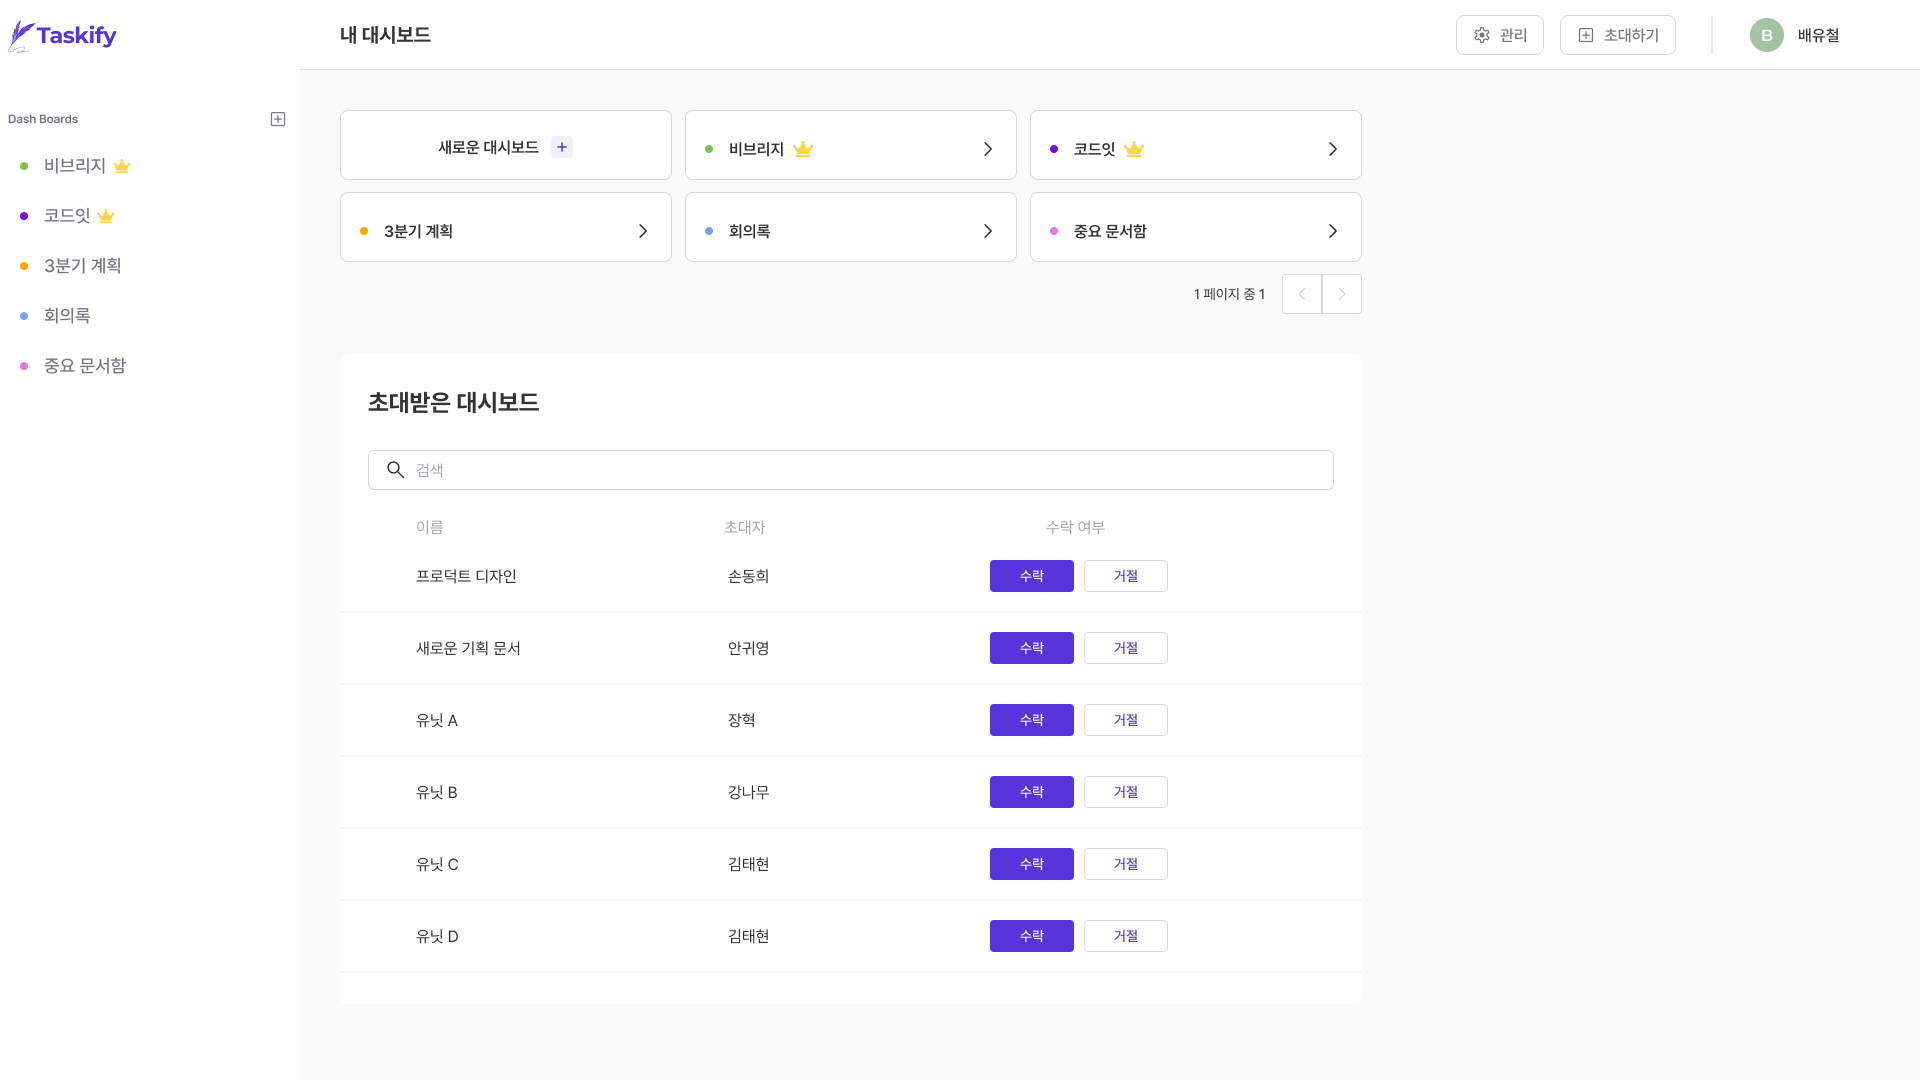 Taskify
내 대시보드
관리
초대하기
B
배유철
Dash Boards
비브리지
코드잇
3분기 계획
회의록
중요 문서함
새로운 대시보드
비브리지
코드잇
3분기 계획
회의록
중요 문서함
1 페이지 중 1
초대받은 대시보드
검색
이름 초대자 수락 여부
프로덕트 디자인 손동희 수락 거절
새로운 기획 문서 안귀영 수락 거절
유닛 A 장혁 수락 거절
유닛 B 강나무 수락 거절
유닛 C 김태현 수락 거절
유닛 D 김태현 수락 거절